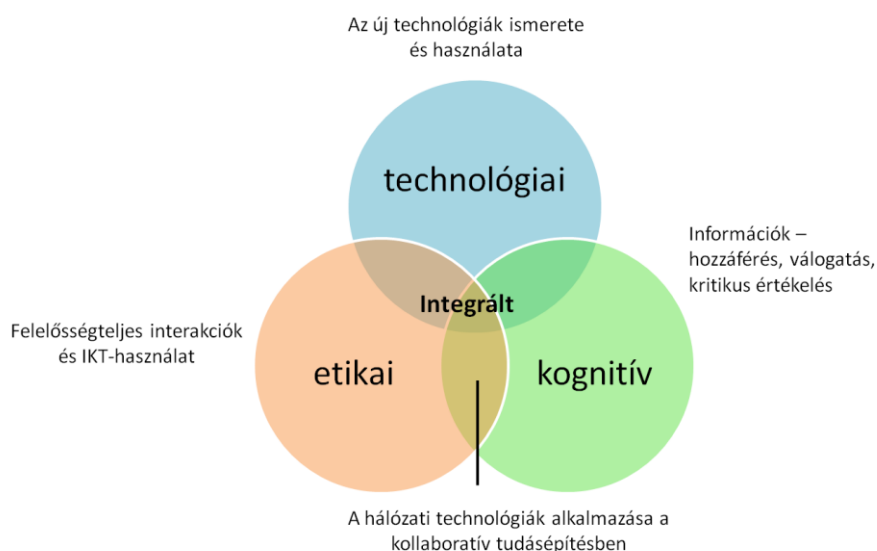 Az új technológiák ismerete
és használata
technológiai
Információk –
hozzáférés, válogatás,
kritikus értékelés
Integrált
Felelősségteljes interakciók
és IKT-használat
etikai
kognitív
A hálózati technológiák alkalmazása a
kollaboratív tudásépítésben